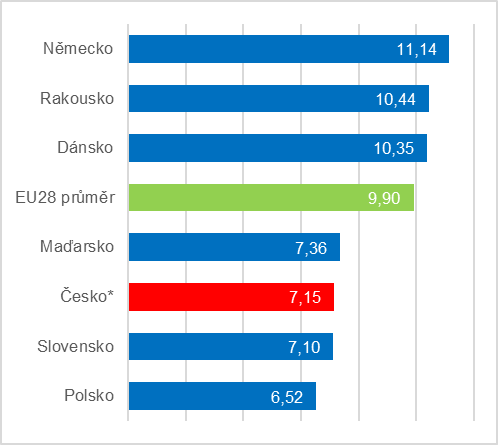 Německo 11,14
Rakousko 10,44
Dánsko 10,35
EU28 průměr 9,90
Maďarsko 7,36
Česko* 7,15
Slovensko 7,10
Polsko 6,52